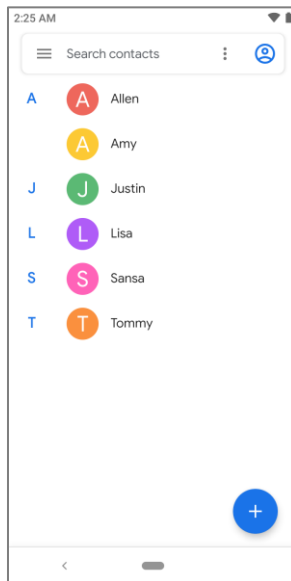 2:25 AM
Search contacts
A A Allen
A Amy
J J Justin
L L Lisa
S S Sansa
T T Tommy